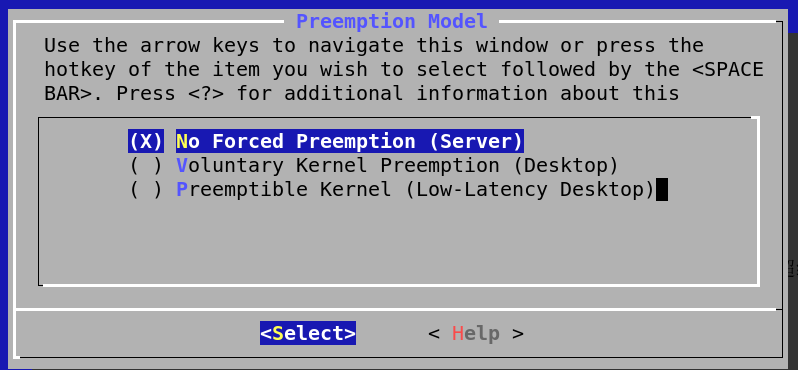 Preemption Model
Use the arrow keys to navigate this window or press the
hotkey of the item you wish to select followed by the <SPACE
BAR>. Press <?> for additional information about this
(X) No Forced Preemption (Server)
( ) Voluntary Kernel Preemption (Desktop)
( ) Preemptible Kernel (Low-Latency Desktop)
<Select> < Help >